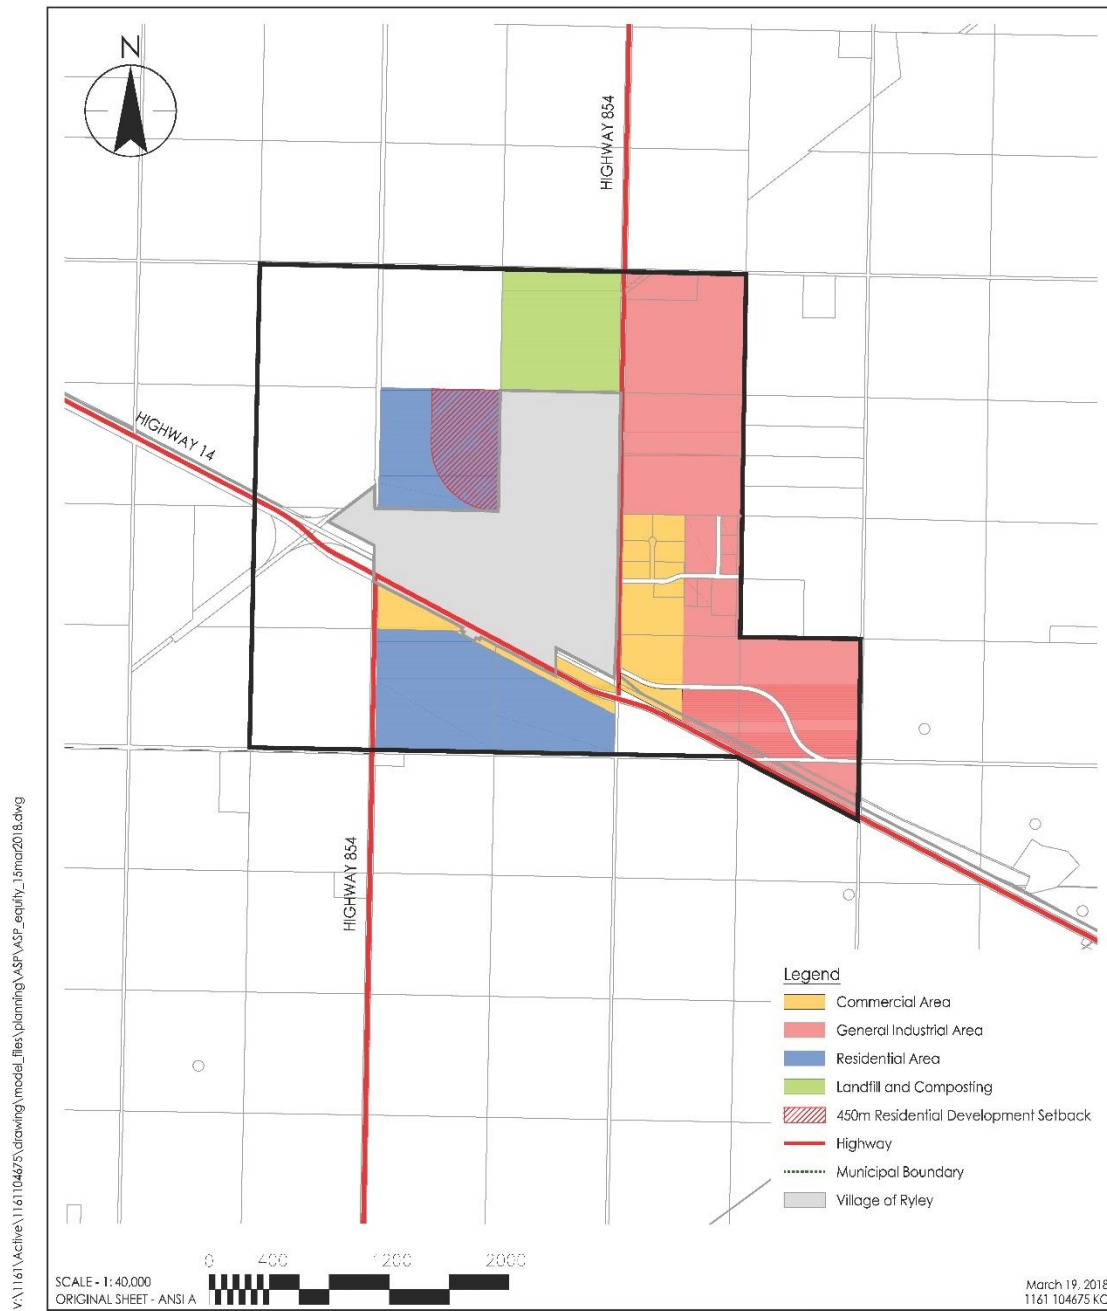 N
HIGHWAY 854
HIGHWAY 14
HIGHWAY 854
Legend
Commercial Area
General Industrial Area
Residential Area
Landfill and Composting
450m Residential Development Setback
Highway
Municipal Boundary
Village of Ryley
V:\1161\Active\1161104675\drawing\model_files\planning\ASP\ASP_equity_15mar2018.dwg
0 400 1200 2000
SCALE - 1: 40,000
ORIGINAL SHEET - ANSI A
March 19, 2018
1161 104675 KC